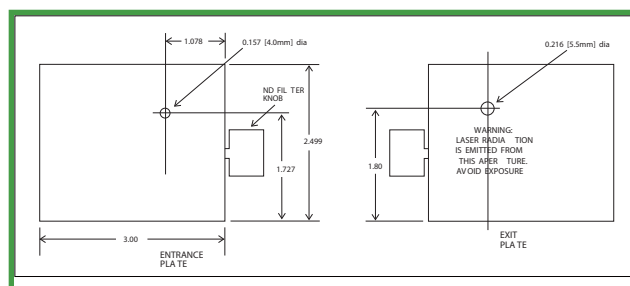 1.078
0.157 [4.0mm] dia
ND FIL TER
KNOB
2.499
1.727
3.00
ENTRANCE
PLA TE
0.216 [5.5mm] dia
WARNING:
LASER RADIA TION
IS EMITTED FROM
THIS APER TURE.
AVOID EXPOSURE
1.80
EXIT
PLA TE